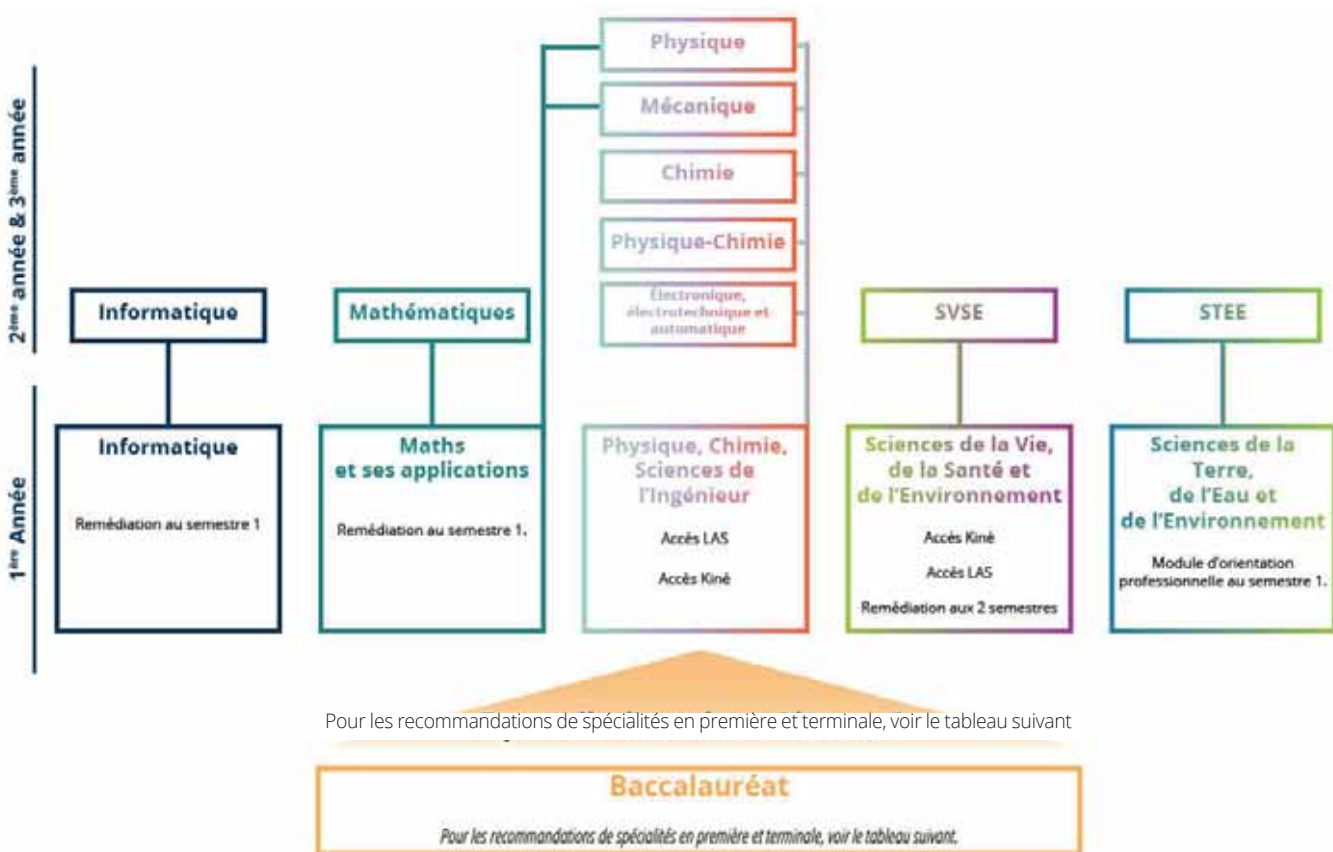 Physique
Mécanique
Chimie
Physique-Chimie
Électronique,
électrotechnique et
automatique
2ème année & 3ème année
Informatique
Mathématiques
SVSE
STEE
1ère Année
Informatique
Remédiation au semestre 1
Maths
et ses applications
Remédiation au semestre 1.
Physique, Chimie,
Sciences de
l'Ingénieur
Accès LAS
Accès Kiné
Sciences de la Vie,
de la Santé et
de l'Environnement
Accès Kiné
Accès LAS
Remédiation aux 2 semestres
Sciences de la
Terre,
de l'Eau et
de l'Environnement
Module d'orientation
professionnelle au semestre 1.
Pour les recommandations de spécialités en première et terminale, voir le tableau suivant
Baccalauréat
Pour les recommandations de spécialités en première et terminale, voir le tableau suivant.